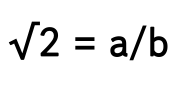 √2 = a/b